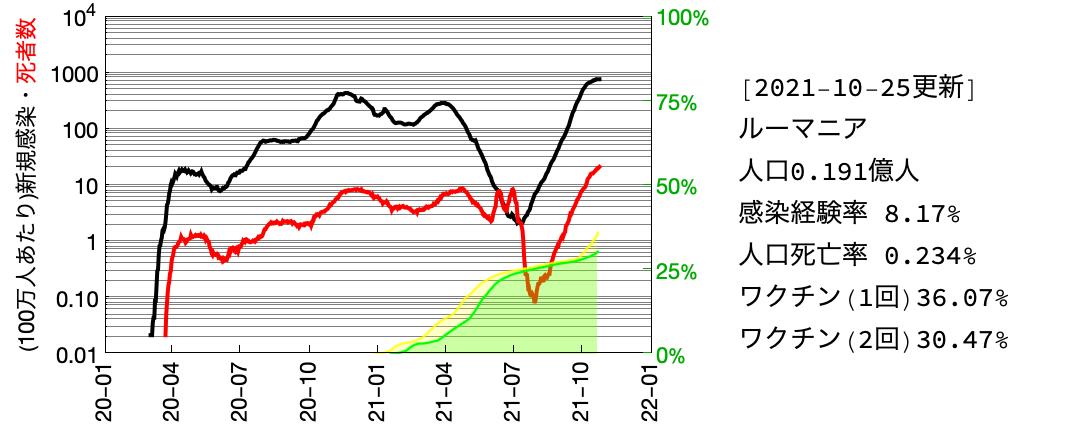 (100万人あたり)新規感染・死者数
10⁴
1000
100
10
1
0.10
0.01
100%
75%
50%
25%
0%
20-01
20-04
20-07
20-10
21-01
21-04
21-07
21-10
22-01
[2021-10-25更新]
ルーマニア
人口0.191億人
感染経験率 8.17%
人口死亡率 0.234%
ワクチン(1回)36.07%
ワクチン(2回)30.47%